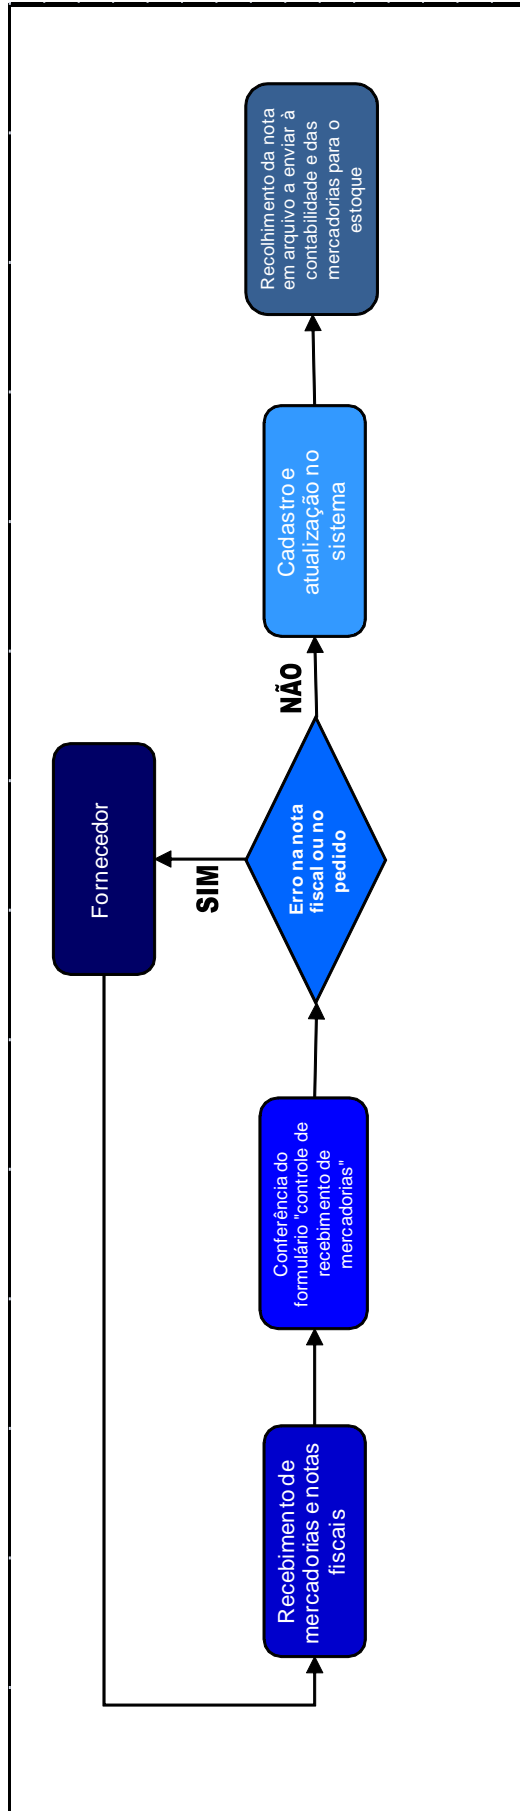 Fornecedor
Recebimento de
mercadorias e notas
fiscais
Conferência do
formulário "controle de
recebimento de
mercadorias"
Erro na nota
fiscal ou no
pedido
SIM
NÃO
Cadastro e
atualização no
sistema
Recolhimento da nota
em arquivo a enviar à
contabilidade e das
mercadorias para o
estoque